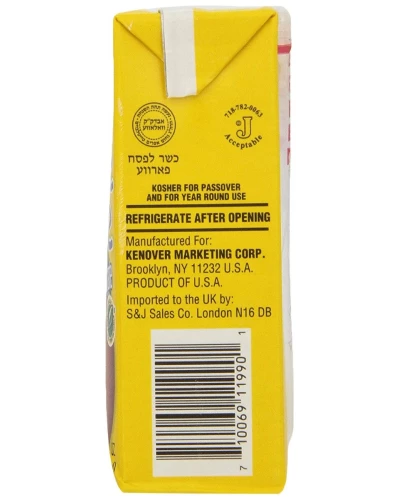 718-782-0063
J
Acceptable
אבדק"ק
וואלאווע
כשר לפסח
פארווע
KOSHER FOR PASSOVER
AND FOR YEAR ROUND USE
REFRIGERATE AFTER OPENING
Manufactured For:
KENOVER MARKETING CORP.
Brooklyn, NY 11232 U.S.A.
PRODUCT OF U.S.A.
Imported to the UK by:
S&J Sales Co. London N16 DB
7 10069 11990 1